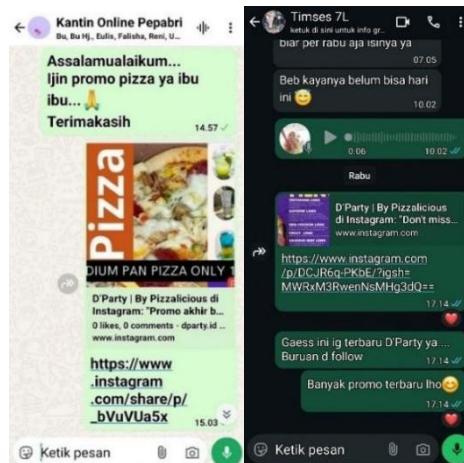 Kantin Online Pepabri
Bu, Bu Hj., Eulis, Falisha, Reni, U...
Assalamualaikum...
Ijin promo pizza ya ibu
ibu...🙏
Terimakasih
14.57
Pizza
DIUM PAN PIZZA ONLY 1
D'Party | By Pizzalicious di
Instagram: "Promo akhir b...
0 likes, 0 comments - dparty.id ...
www.instagram.com
https://www
.instagram
.com/share/p/
_bVuVUa5x
15.03
Ketik pesan
Timses 7L
ketuk di sini untuk info gr...
biar per rabu aja isinya ya
07.05
Beb kayanya belum bisa hari
ini 😇
10.02
0:06
10.02
Rabu
D'Party | By Pizzalicious
di Instagram: "Don't miss...
www.instagram.com
https://www.instagram.com
/p/DCJR6q-PKbE/?igsh=
MWRxM3RwenNsMHg3dQ==
17.14
❤️
Gaess ini ig terbaru D'Party ya....
Buruan d follow
17.14
Banyak promo terbaru lho😊
17.14
❤️
Ketik pesan